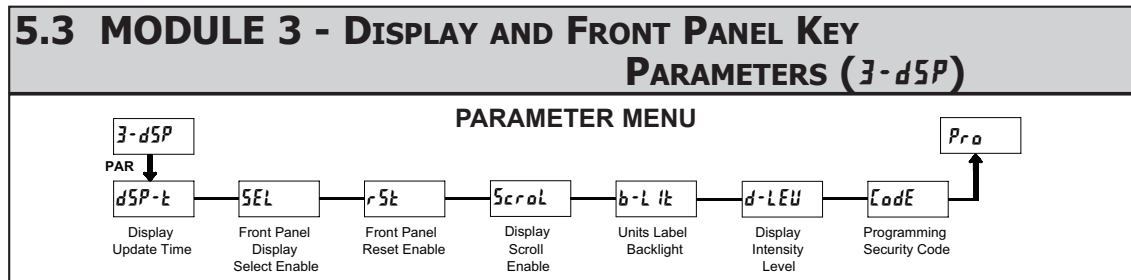 5.3 MODULE 3 - DISPLAY AND FRONT PANEL KEY
PARAMETERS (3-dSP)
PARAMETER MENU
3-dSP
Pro
PAR
dSP-t
SEL
rSt
ScroL
b-LIt
d-LEV
CodE
Display
Update Time
Front Panel
Display
Select Enable
Front Panel
Reset Enable
Display
Scroll
Enable
Units Label
Backlight
Display
Intensity
Level
Programming
Security Code